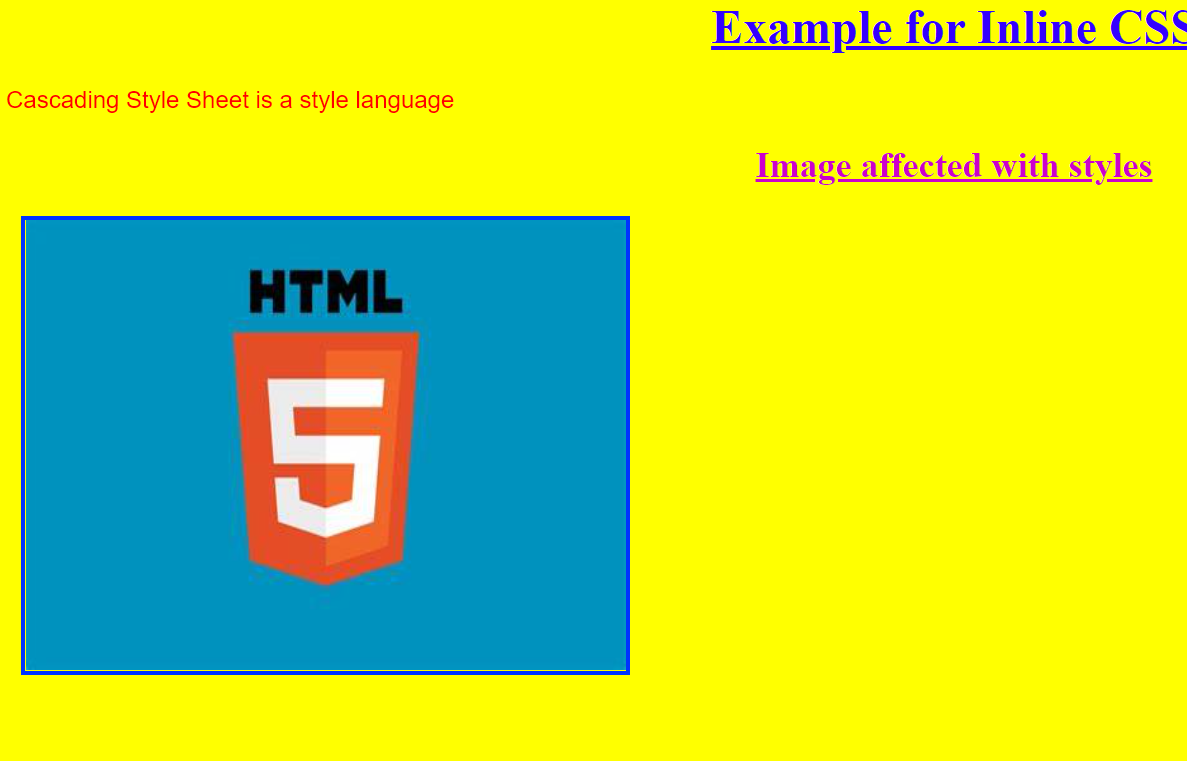 Example for Inline CSS
Cascading Style Sheet is a style language
Image affected with styles
HTML
5